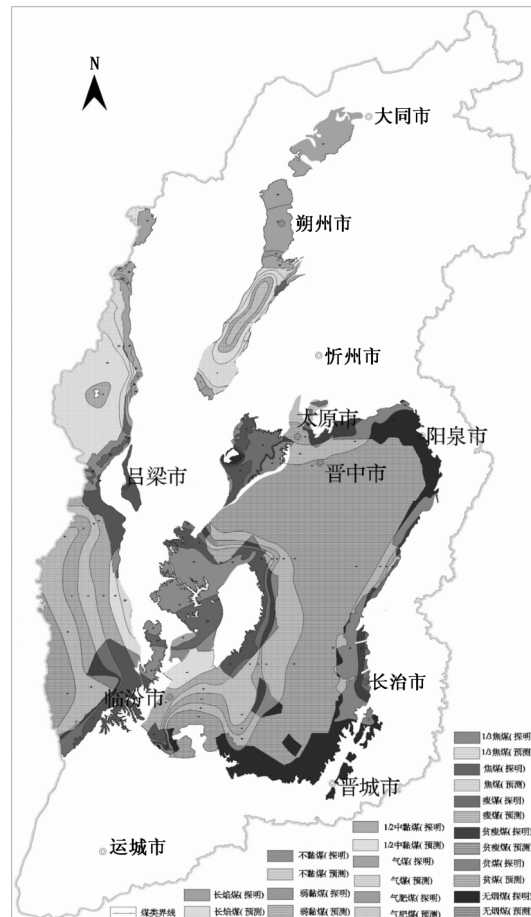 N
大同市
朔州市
忻州市
太原市
阳泉市
晋中市
吕梁市
长治市
临汾市
晋城市
运城市
1/3焦煤(探明)
1/3焦煤(预测)
焦煤(探明)
焦煤(预测)
瘦煤(探明)
瘦煤(预测)
贫瘦煤(探明)
贫瘦煤(预测)
贫煤(探明)
贫煤(预测)
无烟煤(探明)
无烟煤(预测)
1/2中黏煤(探明)
1/2中黏煤(预测)
气煤(探明)
气煤(预测)
气肥煤(探明)
气肥煤(预测)
不黏煤(探明)
不黏煤(预测)
弱黏煤(探明)
弱黏煤(预测)
长焰煤(探明)
长焰煤(预测)
煤类界线